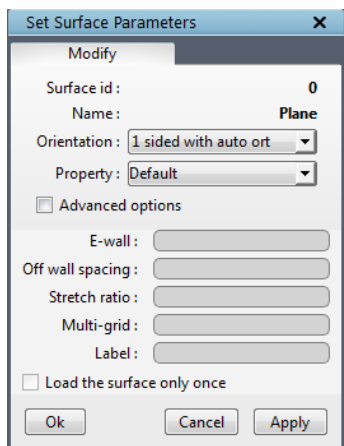 Set Surface Parameters X
Modify
Surface id : 0
Name : Plane
Orientation : 1 sided with auto ort
Property : Default
Advanced options
E-wall :
Off wall spacing :
Stretch ratio :
Multi-grid :
Label :
Load the surface only once
Ok Cancel Apply